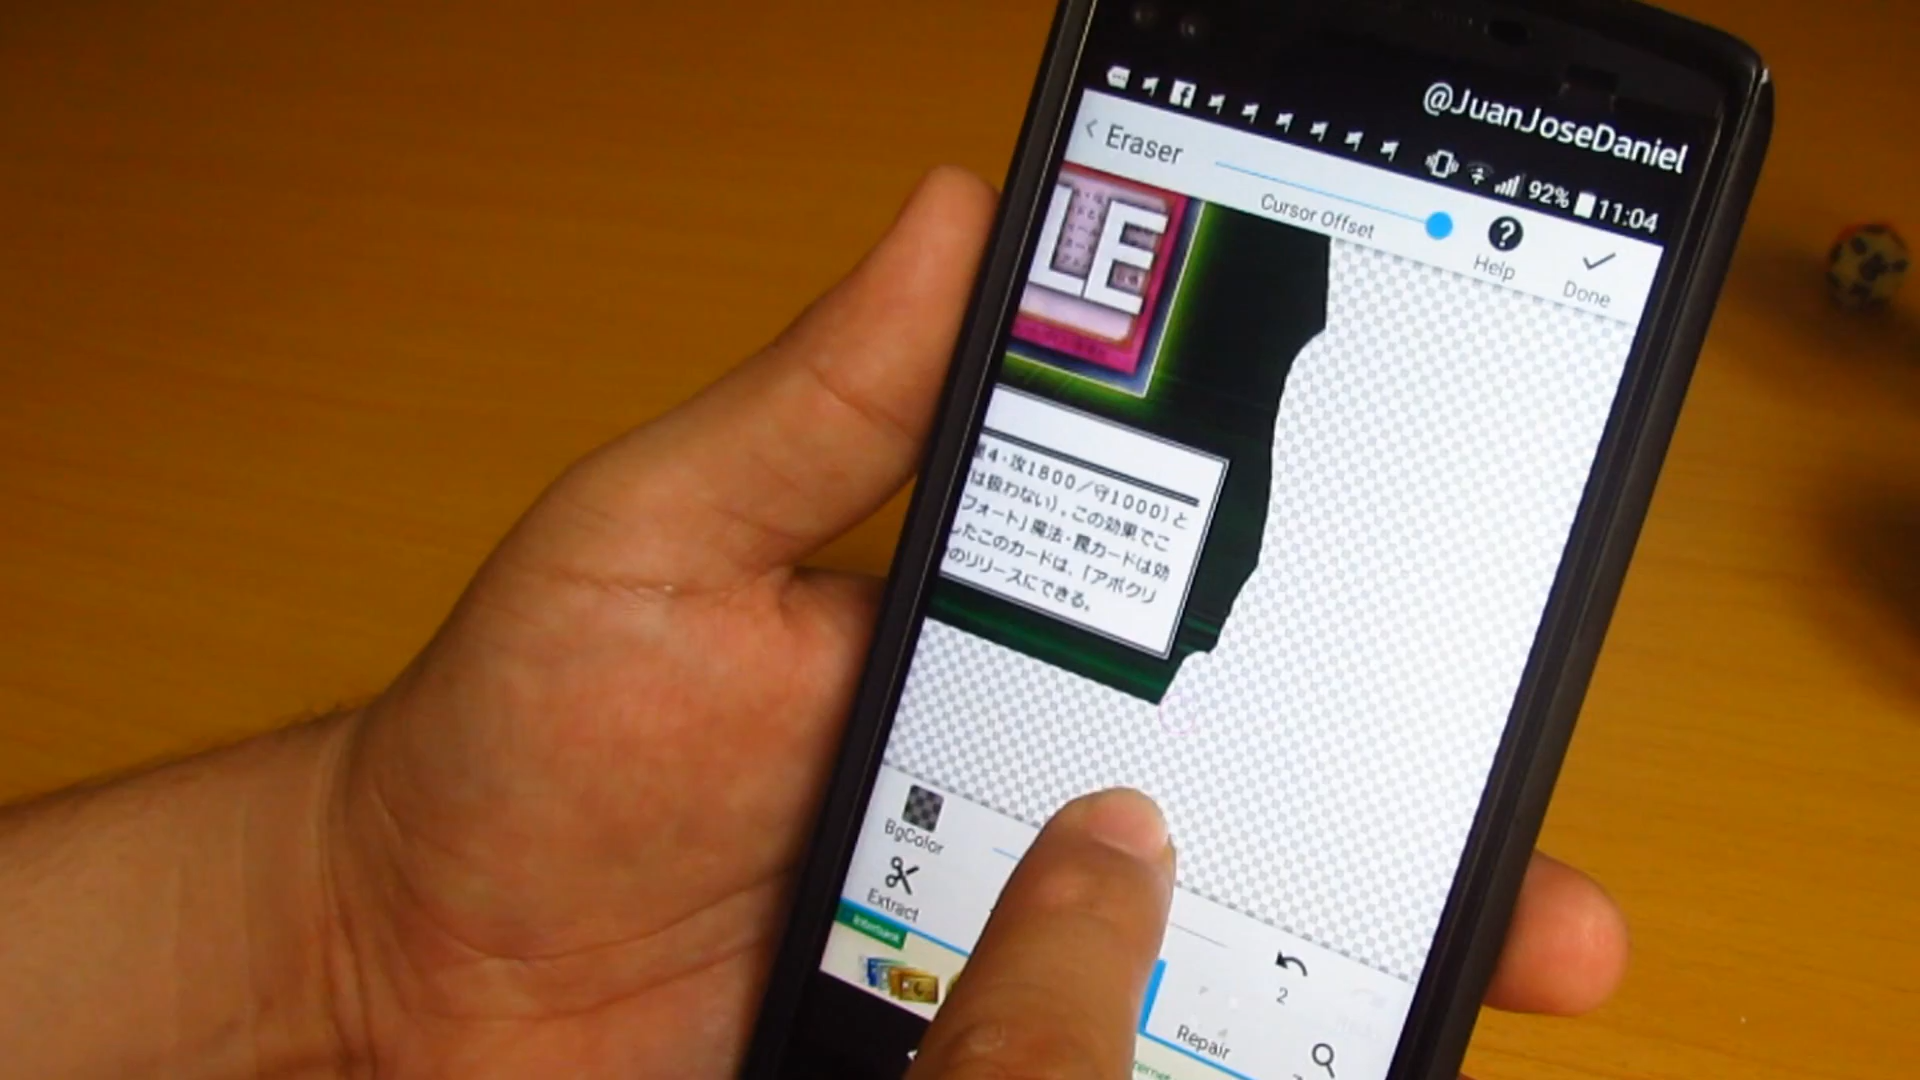 @JuanJoseDaniel
92% 11:04
Eraser
Cursor Offset
Help
Done
LE
4・攻1800／守1000)と
は扱わない)。この効果でこ
フォート」魔法・罠カードは効
したこのカードは、「アポクリ
のリリースにできる。
BgColor
Extract
Interbank
2
Repair